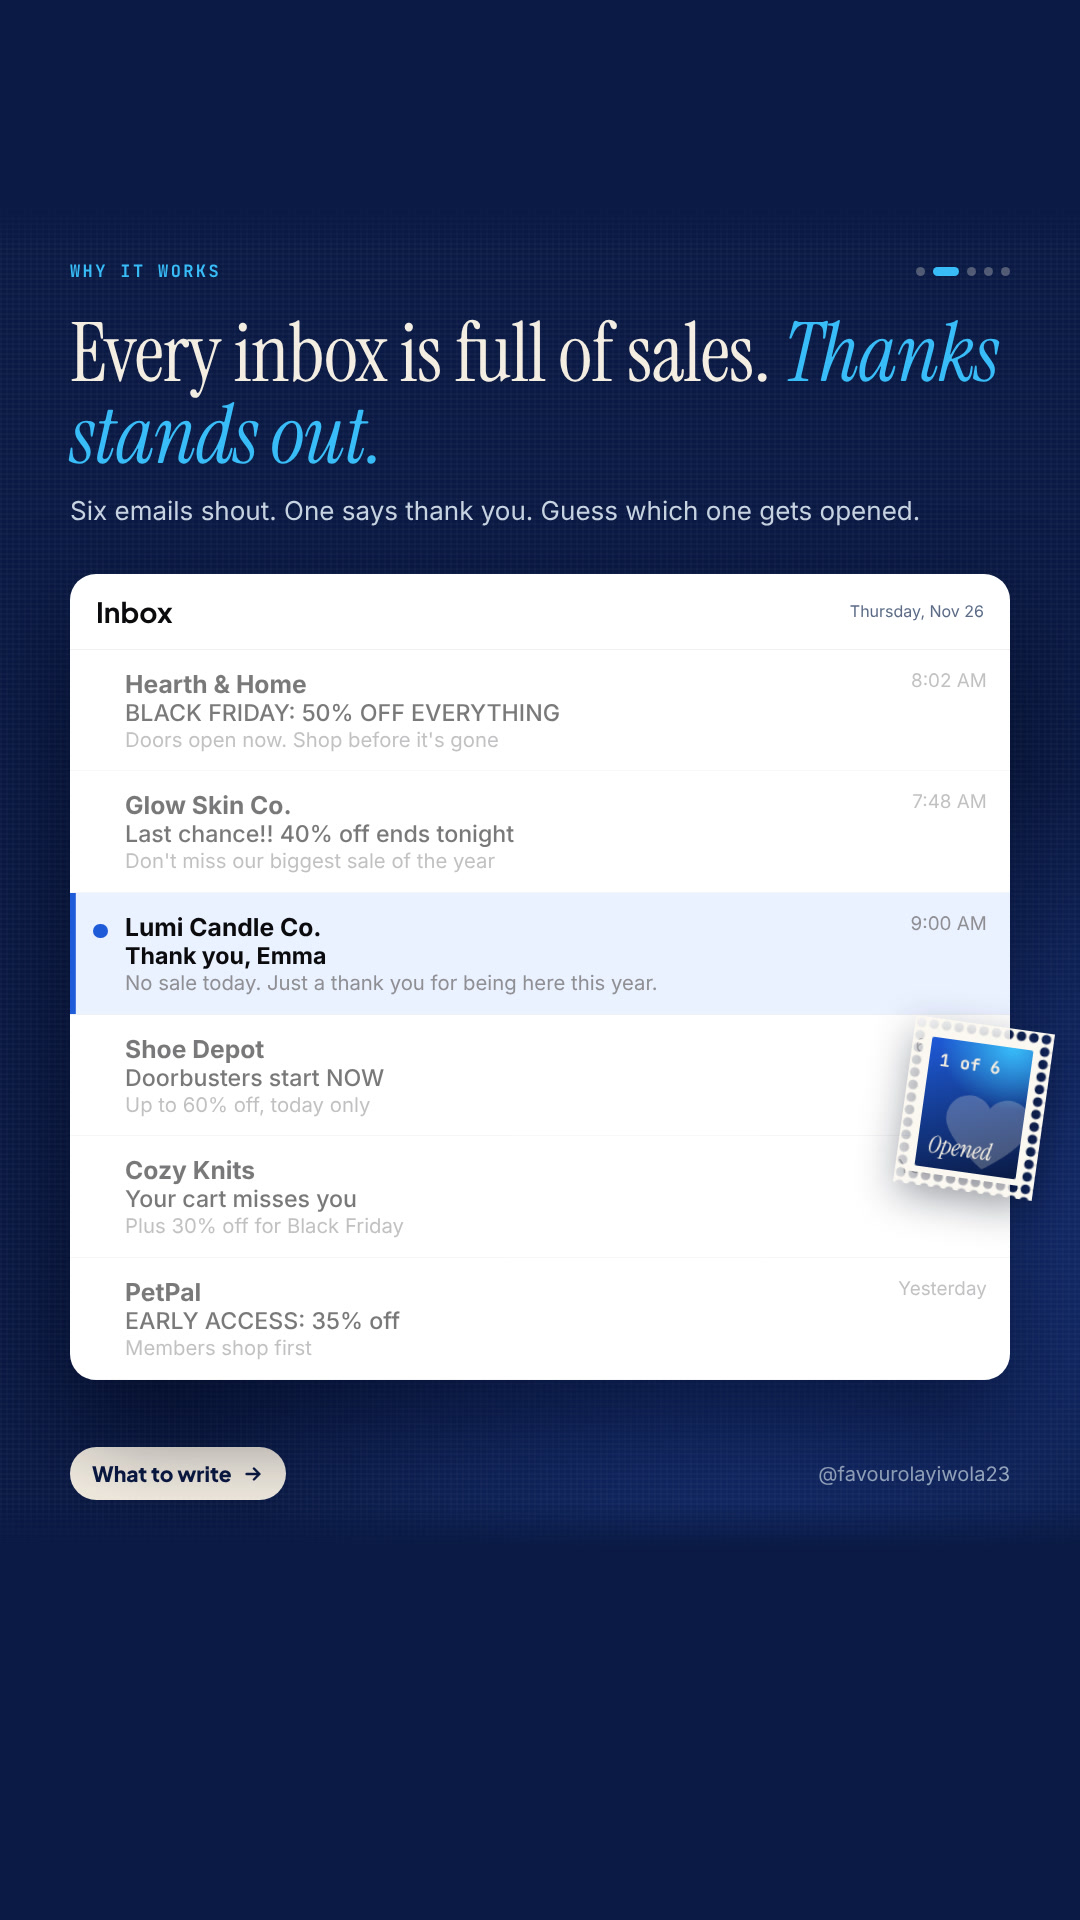 WHY IT WORKS
Every inbox is full of sales. Thanks
stands out.
Six emails shout. One says thank you. Guess which one gets opened.
Inbox
Thursday, Nov 26
Hearth & Home
8:02 AM
BLACK FRIDAY: 50% OFF EVERYTHING
Doors open now. Shop before it's gone
Glow Skin Co.
7:48 AM
Last chance!! 40% off ends tonight
Don't miss our biggest sale of the year
Lumi Candle Co.
9:00 AM
Thank you, Emma
No sale today. Just a thank you for being here this year.
Shoe Depot
Doorbusters start NOW
Up to 60% off, today only
1 of 6
Opened
Cozy Knits
Your cart misses you
Plus 30% off for Black Friday
PetPal
Yesterday
EARLY ACCESS: 35% off
Members shop first
What to write →
@favourolayiwola23